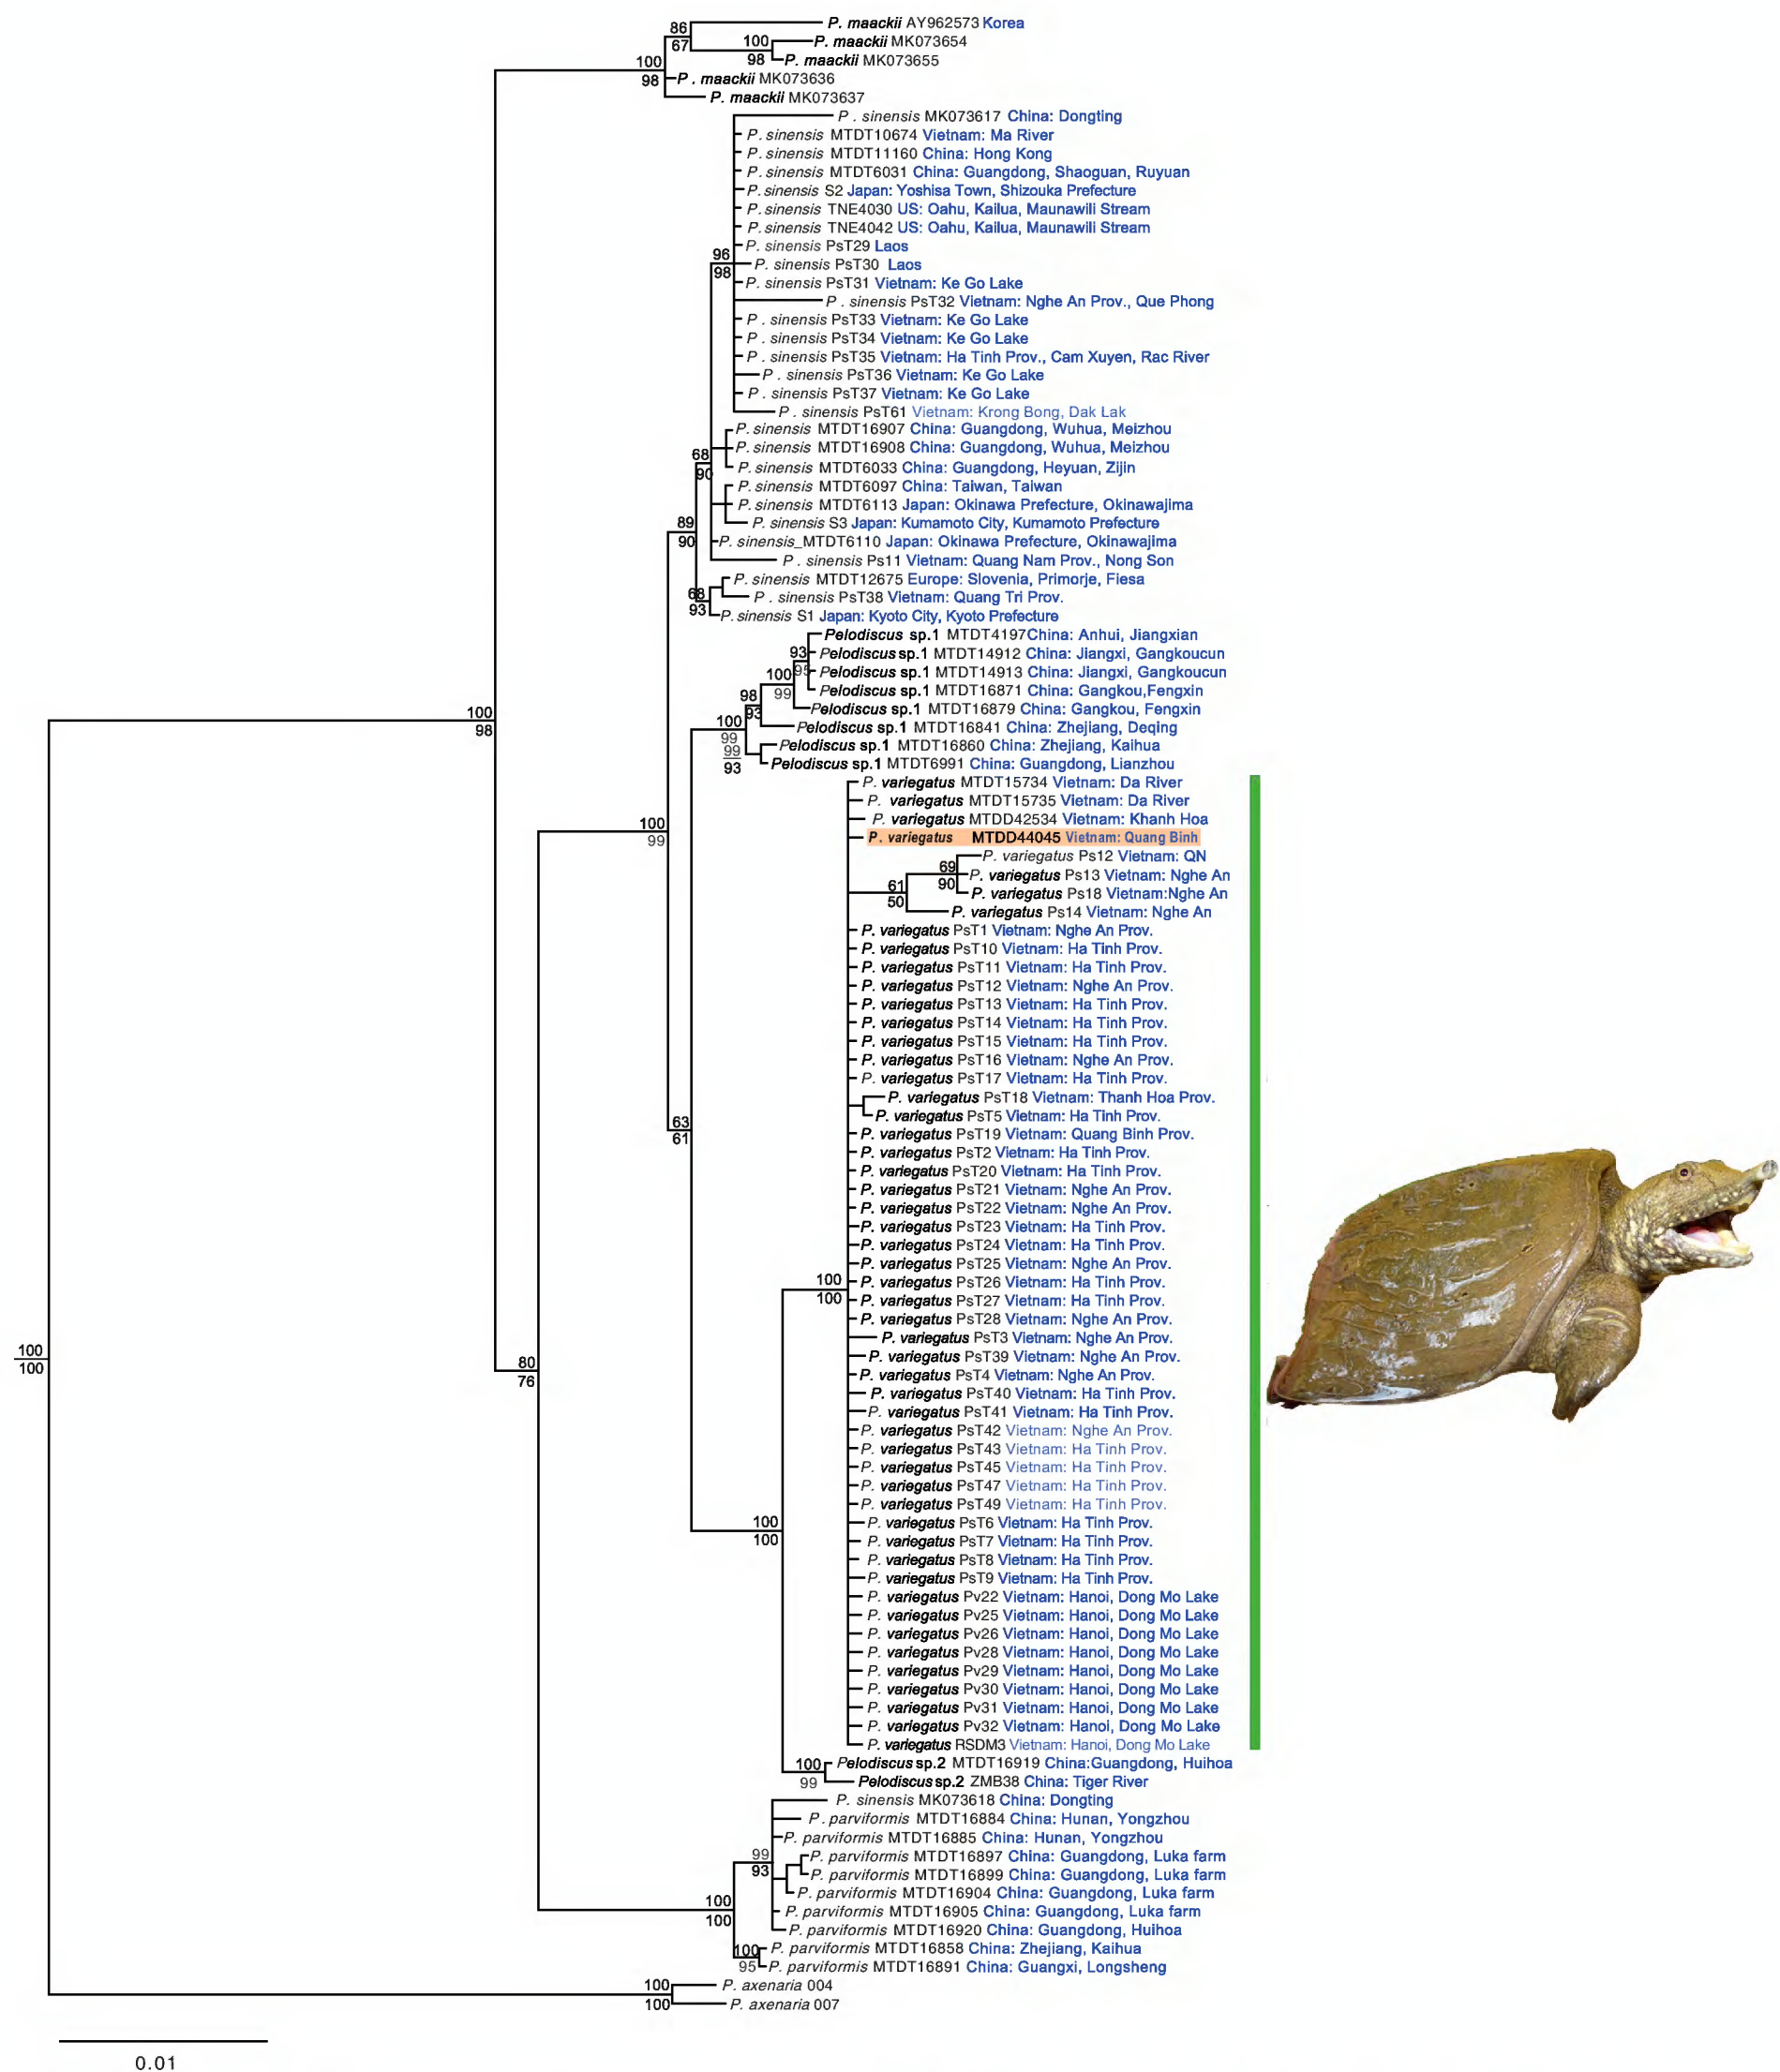 P. maackii AY962573 Korea
86
67
P. maackii MK073654
100
98
P. maackii MK073655
100
98
P . maackii MK073636
P. maackii MK073637
P . sinensis MK073617 China: Dongting
P. sinensis MTDT10674 Vietnam: Ma River
P. sinensis MTDT11160 China: Hong Kong
P. sinensis MTDT6031 China: Guangdong, Shaoguan, Ruyuan
P. sinensis S2 Japan: Yoshisa Town, Shizouka Prefecture
P. sinensis TNE4030 US: Oahu, Kailua, Maunawili Stream
P. sinensis TNE4042 US: Oahu, Kailua, Maunawili Stream
P. sinensis PsT29 Laos
96
98
P. sinensis PsT30 Laos
P. sinensis PsT31 Vietnam: Ke Go Lake
P . sinensis PsT32 Vietnam: Nghe An Prov., Que Phong
P . sinensis PsT33 Vietnam: Ke Go Lake
P . sinensis PsT34 Vietnam: Ke Go Lake
P . sinensis PsT35 Vietnam: Ha Tinh Prov., Cam Xuyen, Rac River
P . sinensis PsT36 Vietnam: Ke Go Lake
P . sinensis PsT37 Vietnam: Ke Go Lake
P . sinensis PsT61 Vietnam: Krong Bong, Dak Lak
P. sinensis MTDT16907 China: Guangdong, Wuhua, Meizhou
P. sinensis MTDT16908 China: Guangdong, Wuhua, Meizhou
68
90
P. sinensis MTDT6033 China: Guangdong, Heyuan, Zijin
P. sinensis MTDT6097 China: Taiwan, Taiwan
P. sinensis MTDT6113 Japan: Okinawa Prefecture, Okinawajima
P. sinensis S3 Japan: Kumamoto City, Kumamoto Prefecture
89
90
P. sinensis_MTDT6110 Japan: Okinawa Prefecture, Okinawajima
P . sinensis Ps11 Vietnam: Quang Nam Prov., Nong Son
P. sinensis MTDT12675 Europe: Slovenia, Primorje, Fiesa
68
93
P . sinensis PsT38 Vietnam: Quang Tri Prov.
P. sinensis S1 Japan: Kyoto City, Kyoto Prefecture
Pelodiscus sp.1 MTDT4197China: Anhui, Jiangxian
93
95
Pelodiscus sp.1 MTDT14912 China: Jiangxi, Gangkoucun
Pelodiscus sp.1 MTDT14913 China: Jiangxi, Gangkoucun
100
99
Pelodiscus sp.1 MTDT16871 China: Gangkou,Fengxin
98
93
Pelodiscus sp.1 MTDT16879 China: Gangkou, Fengxin
100
99
Pelodiscus sp.1 MTDT16841 China: Zhejiang, Deqing
99
93
Pelodiscus sp.1 MTDT16860 China: Zhejiang, Kaihua
Pelodiscus sp.1 MTDT6991 China: Guangdong, Lianzhou
100
98
P. variegatus MTDT15734 Vietnam: Da River
P. variegatus MTDT15735 Vietnam: Da River
100
99
P. variegatus MTDD42534 Vietnam: Khanh Hoa
P. variegatus MTDD44045 Vietnam: Quang Binh
P. variegatus Ps12 Vietnam: QN
69
90
P. variegatus Ps13 Vietnam: Nghe An
61
50
P. variegatus Ps18 Vietnam:Nghe An
P. variegatus Ps14 Vietnam: Nghe An
P. variegatus PsT1 Vietnam: Nghe An Prov.
P. variegatus PsT10 Vietnam: Ha Tinh Prov.
P. variegatus PsT11 Vietnam: Ha Tinh Prov.
P. variegatus PsT12 Vietnam: Nghe An Prov.
P. variegatus PsT13 Vietnam: Ha Tinh Prov.
P. variegatus PsT14 Vietnam: Ha Tinh Prov.
P. variegatus PsT15 Vietnam: Ha Tinh Prov.
P. variegatus PsT16 Vietnam: Nghe An Prov.
P. variegatus PsT17 Vietnam: Ha Tinh Prov.
P. variegatus PsT18 Vietnam: Thanh Hoa Prov.
P. variegatus PsT5 Vietnam: Ha Tinh Prov.
63
61
P. variegatus PsT19 Vietnam: Quang Binh Prov.
P. variegatus PsT2 Vietnam: Ha Tinh Prov.
P. variegatus PsT20 Vietnam: Ha Tinh Prov.
P. variegatus PsT21 Vietnam: Nghe An Prov.
P. variegatus PsT22 Vietnam: Nghe An Prov.
P. variegatus PsT23 Vietnam: Ha Tinh Prov.
P. variegatus PsT24 Vietnam: Ha Tinh Prov.
P. variegatus PsT25 Vietnam: Nghe An Prov.
100
100
P. variegatus PsT26 Vietnam: Ha Tinh Prov.
P. variegatus PsT27 Vietnam: Ha Tinh Prov.
P. variegatus PsT28 Vietnam: Nghe An Prov.
P. variegatus PsT3 Vietnam: Nghe An Prov.
100
100
P. variegatus PsT39 Vietnam: Nghe An Prov.
80
76
P. variegatus PsT4 Vietnam: Nghe An Prov.
P. variegatus PsT40 Vietnam: Ha Tinh Prov.
P. variegatus PsT41 Vietnam: Ha Tinh Prov.
P. variegatus PsT42 Vietnam: Nghe An Prov.
P. variegatus PsT43 Vietnam: Ha Tinh Prov.
P. variegatus PsT45 Vietnam: Ha Tinh Prov.
P. variegatus PsT47 Vietnam: Ha Tinh Prov.
P. variegatus PsT49 Vietnam: Ha Tinh Prov.
100
100
P. variegatus PsT6 Vietnam: Ha Tinh Prov.
P. variegatus PsT7 Vietnam: Ha Tinh Prov.
P. variegatus PsT8 Vietnam: Ha Tinh Prov.
P. variegatus PsT9 Vietnam: Ha Tinh Prov.
P. variegatus Pv22 Vietnam: Hanoi, Dong Mo Lake
P. variegatus Pv25 Vietnam: Hanoi, Dong Mo Lake
P. variegatus Pv26 Vietnam: Hanoi, Dong Mo Lake
P. variegatus Pv28 Vietnam: Hanoi, Dong Mo Lake
P. variegatus Pv29 Vietnam: Hanoi, Dong Mo Lake
P. variegatus Pv30 Vietnam: Hanoi, Dong Mo Lake
P. variegatus Pv31 Vietnam: Hanoi, Dong Mo Lake
P. variegatus Pv32 Vietnam: Hanoi, Dong Mo Lake
P. variegatus RSDM3 Vietnam: Hanoi, Dong Mo Lake
100
99
Pelodiscus sp.2 MTDT16919 China:Guangdong, Huihoa
Pelodiscus sp.2 ZMB38 China: Tiger River
P. sinensis MK073618 China: Dongting
P . parviformis MTDT16884 China: Hunan, Yongzhou
P. parviformis MTDT16885 China: Hunan, Yongzhou
99
93
P. parviformis MTDT16897 China: Guangdong, Luka farm
P. parviformis MTDT16899 China: Guangdong, Luka farm
P. parviformis MTDT16904 China: Guangdong, Luka farm
100
100
P. parviformis MTDT16905 China: Guangdong, Luka farm
P. parviformis MTDT16920 China: Guangdong, Huihoa
100
95
P. parviformis MTDT16858 China: Zhejiang, Kaihua
P. parviformis MTDT16891 China: Guangxi, Longsheng
100
100
P. axenaria 004
P. axenaria 007
0.01